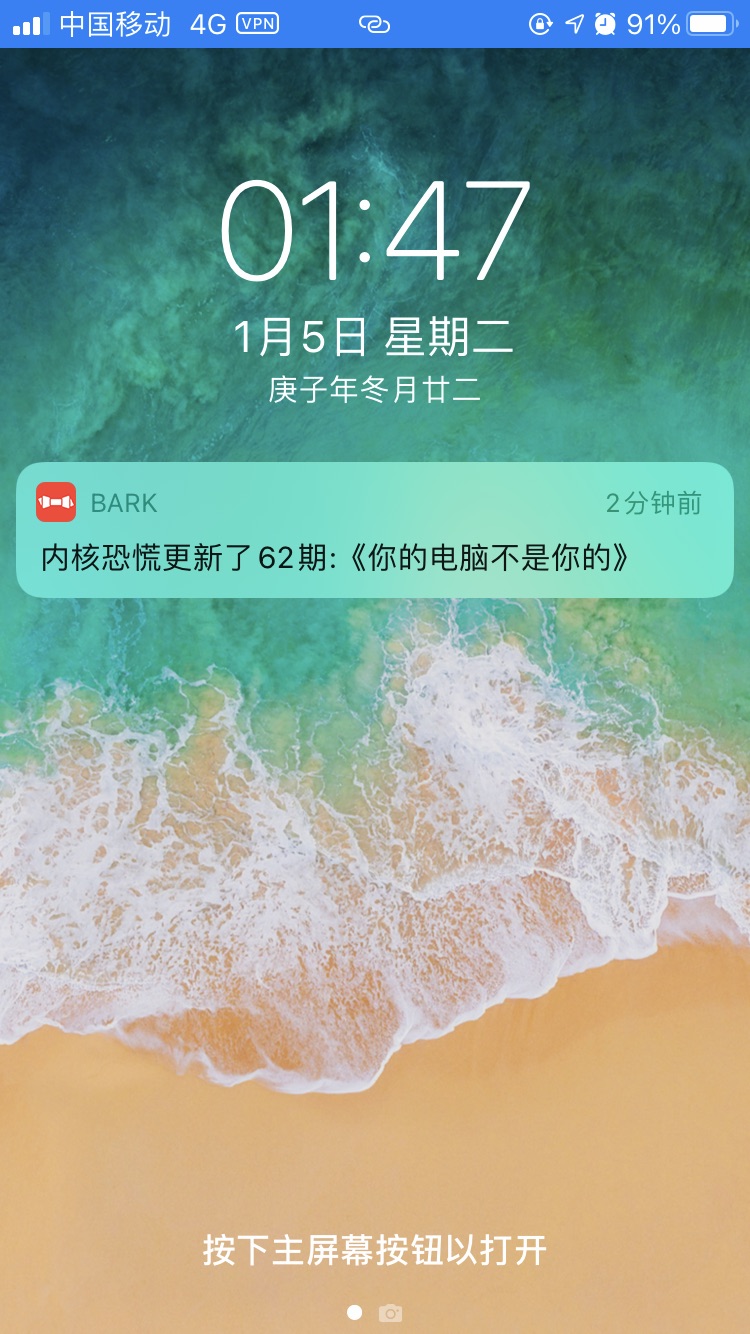 中国移动 4G VPN 91%
01:47
1月5日 星期二
庚子年冬月廿二
BARK 2分钟前
内核恐慌更新了62期:《你的电脑不是你的》
按下主屏幕按钮以打开